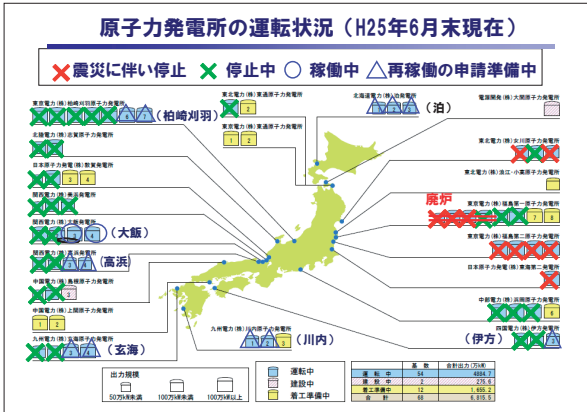 原子力発電所の運転状況（H25年6月末現在）
震災に伴い停止 停止中 稼働中 再稼働の申請準備中
東京電力(株)柏崎刈羽原子力発電所
（柏崎刈羽）
東北電力(株)東通原子力発電所
東京電力(株)東通原子力発電所
北海道電力(株)泊発電所
（泊）
電源開発(株)大間原子力発電所
北陸電力(株)志賀原子力発電所
日本原子力発電(株)敦賀発電所
関西電力(株)美浜発電所
関西電力(株)大飯発電所
（大飯）
関西電力(株)高浜発電所
（高浜）
中国電力(株)島根原子力発電所
中国電力(株)上関原子力発電所
九州電力(株)玄海原子力発電所
（玄海）
東北電力(株)女川原子力発電所
東北電力(株)浪江・小高原子力発電所
廃炉
東京電力(株)福島第一原子力発電所
東京電力(株)福島第二原子力発電所
日本原子力発電(株)東海第二発電所
中部電力(株)浜岡原子力発電所
四国電力(株)伊方発電所
（伊方）
九州電力(株)川内原子力発電所
（川内）
出力規模
50万kW未満 100万kW未満 100万kW以上
運転中
建設中
着工準備中
基数 合計出力(万kW)
運転中 54 4884.7
建設中 2 275.6
着工準備中 12 1,655.2
合計 68 6,815.5